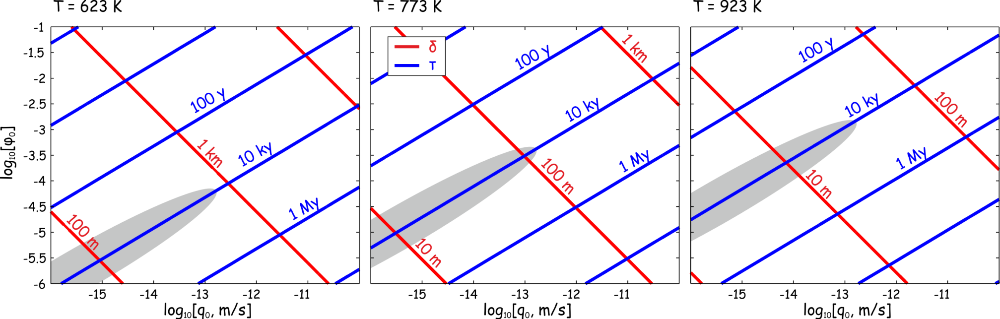 T = 623 K
T = 773 K
T = 923 K
log₁₀[φ₀]
-1
-1.5
-2
-2.5
-3
-3.5
-4
-4.5
-5
-5.5
-6
100 y
10 ky
1 My
1 km
100 m
-15
-14
-13
-12
-11
log₁₀[q₀, m/s]
δ
τ
100 y
1 km
10 ky
1 My
100 m
10 m
-15
-14
-13
-12
-11
log₁₀[q₀, m/s]
100 y
10 ky
100 m
1 My
10 m
-15
-14
-13
-12
-11
log₁₀[q₀, m/s]